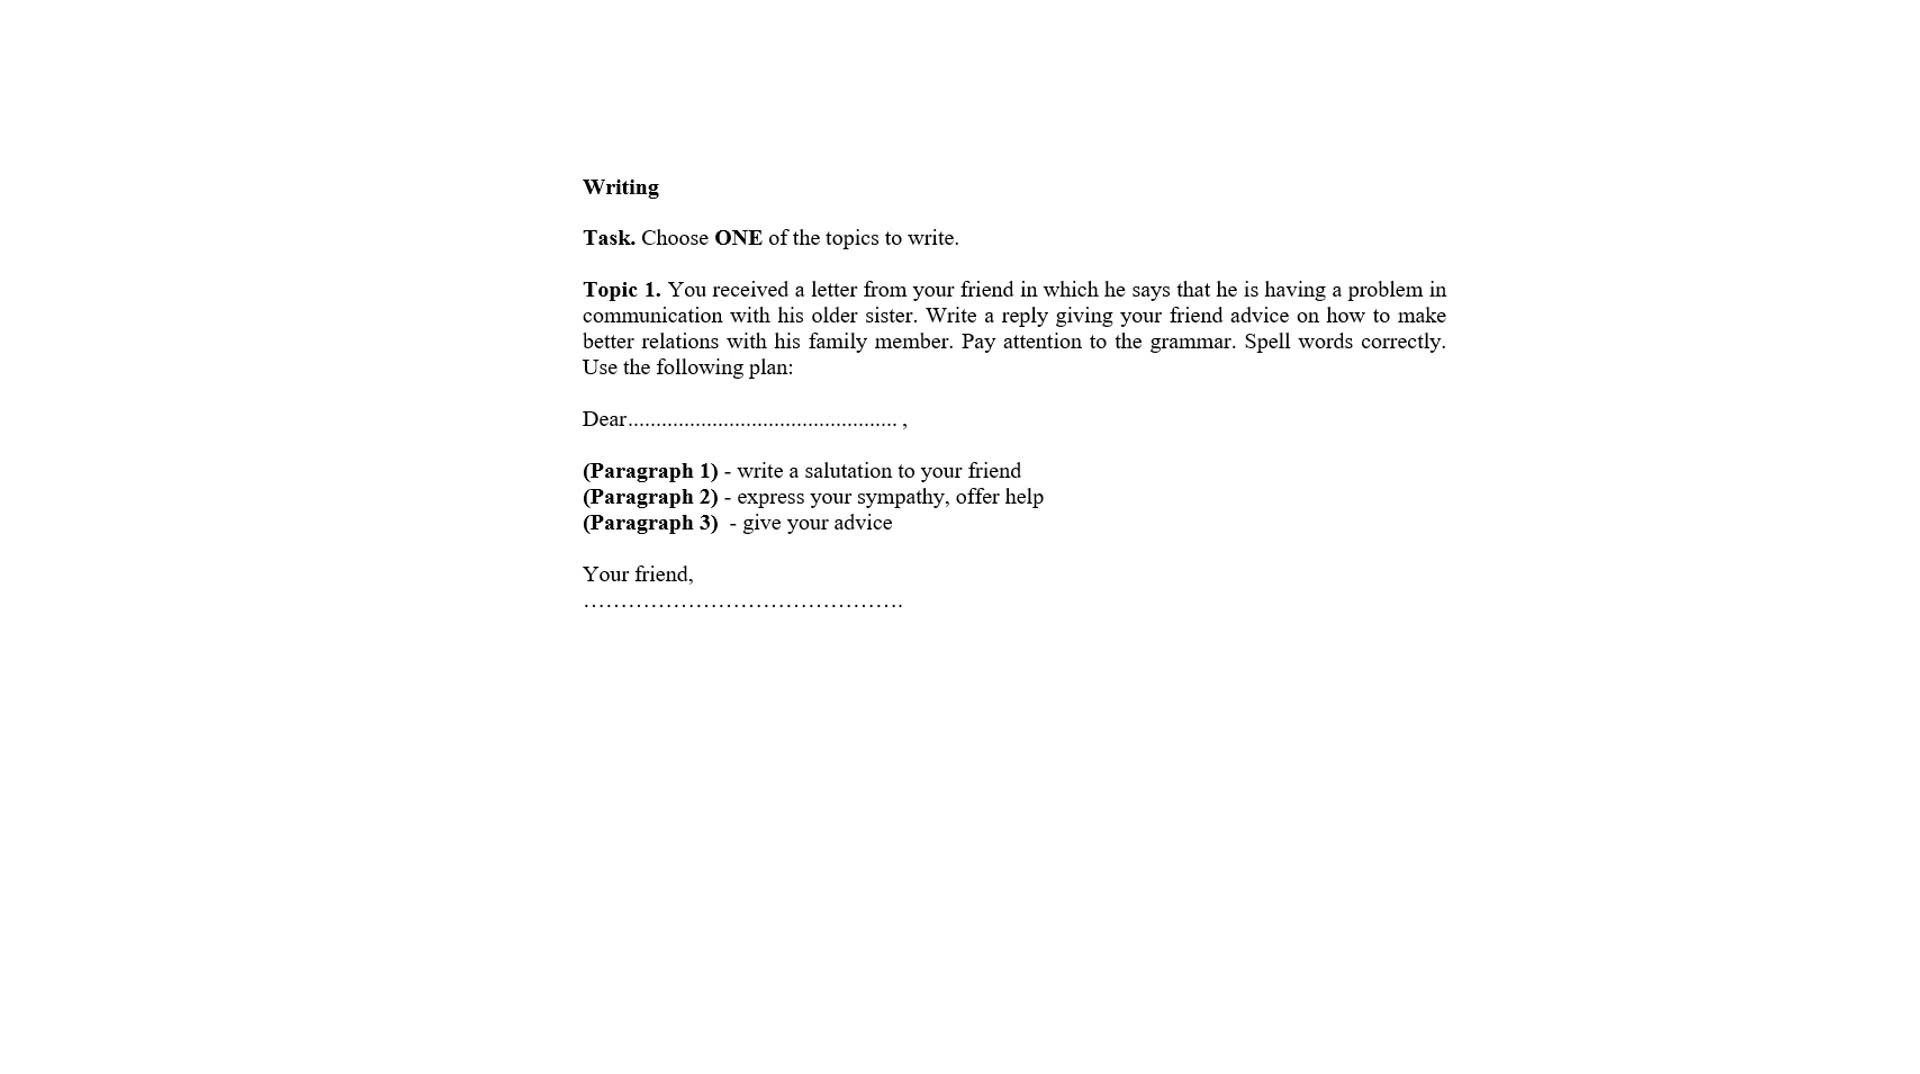 Writing
Task. Choose ONE of the topics to write.
Topic 1. You received a letter from your friend in which he says that he is having a problem in
communication with his older sister. Write a reply giving your friend advice on how to make
better relations with his family member. Pay attention to the grammar. Spell words correctly.
Use the following plan:
Dear................................................ ,
(Paragraph 1) - write a salutation to your friend
(Paragraph 2) - express your sympathy, offer help
(Paragraph 3)  - give your advice
Your friend,
…………………………………….